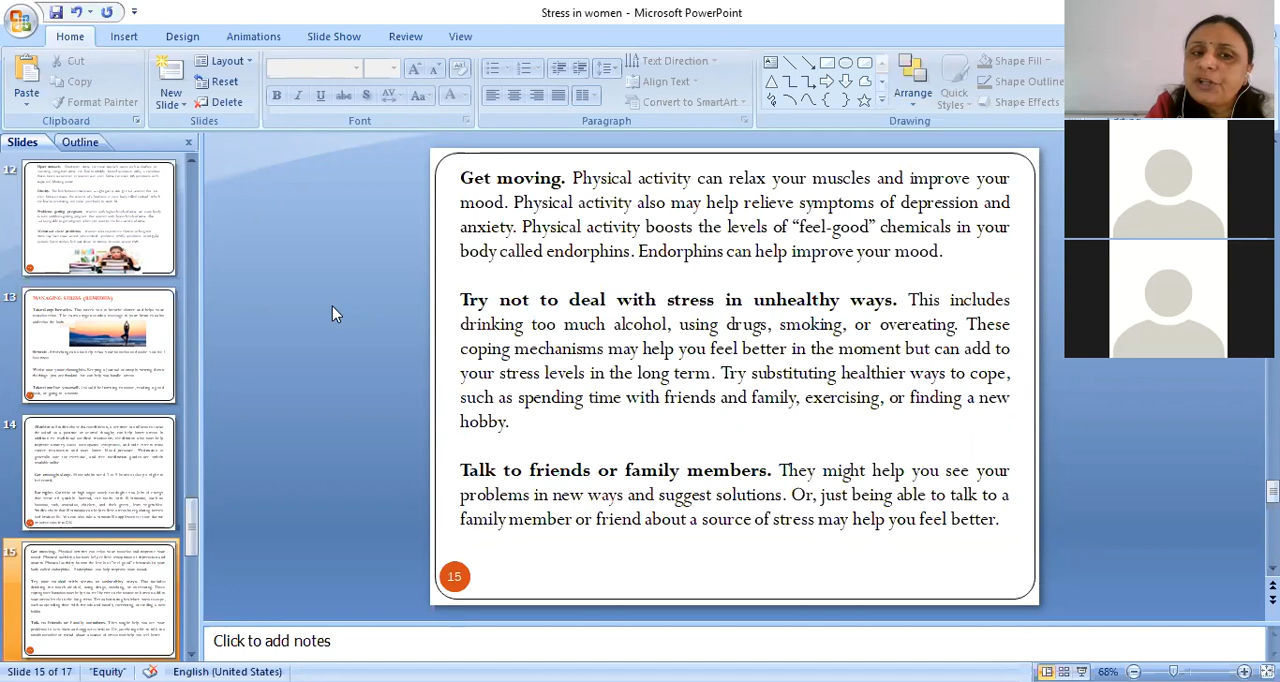 Stress in women - Microsoft PowerPoint
Home Insert Design Animations Slide Show Review View
Cut
Copy
Format Painter
Paste
Clipboard
New Slide
Layout
Reset
Delete
Slides
Font
Text Direction
Align Text
Convert to SmartArt
Paragraph
Arrange
Quick Styles
Shape Fill
Shape Outline
Shape Effects
Drawing
Slides Outline
12
13
MANAGING STRESS
14
15
Get moving. Physical activity can relax your muscles and improve your
mood. Physical activity also may help relieve symptoms of depression and
anxiety. Physical activity boosts the levels of “feel-good” chemicals in your
body called endorphins. Endorphins can help improve your mood.
Try not to deal with stress in unhealthy ways. This includes
drinking too much alcohol, using drugs, smoking, or overeating. These
coping mechanisms may help you feel better in the moment but can add to
your stress levels in the long term. Try substituting healthier ways to cope,
such as spending time with friends and family, exercising, or finding a new
hobby.
Talk to friends or family members. They might help you see your
problems in new ways and suggest solutions. Or, just being able to talk to a
family member or friend about a source of stress may help you feel better.
15
Click to add notes
Slide 15 of 17 "Equity" English (United States) 68%